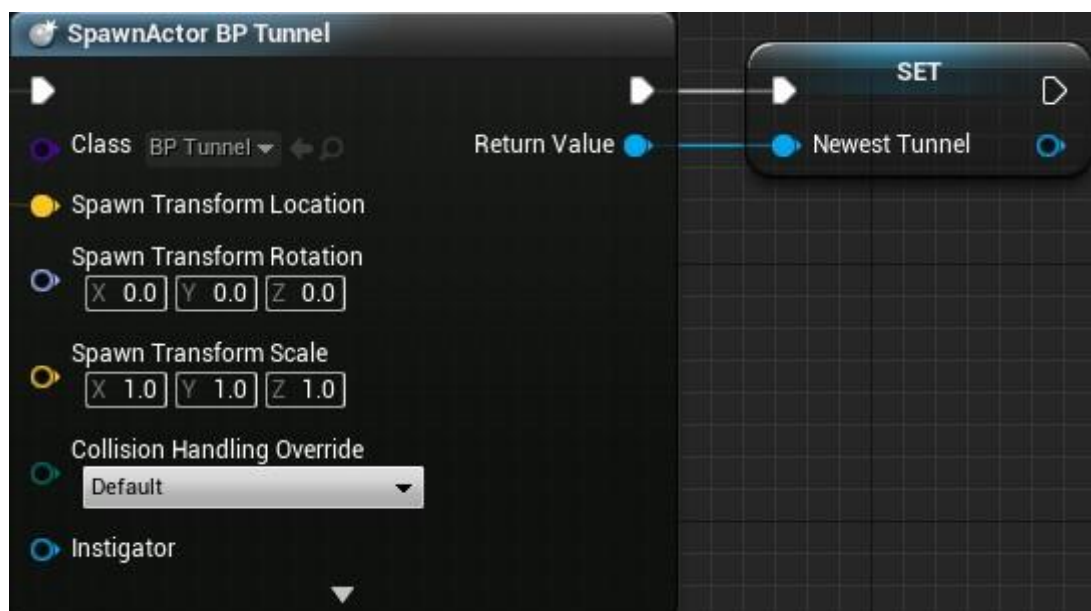 SpawnActor BP Tunnel
SET
Class BP Tunnel
Return Value
Newest Tunnel
Spawn Transform Location
Spawn Transform Rotation
X 0.0 Y 0.0 Z 0.0
Spawn Transform Scale
X 1.0 Y 1.0 Z 1.0
Collision Handling Override
Default
Instigator